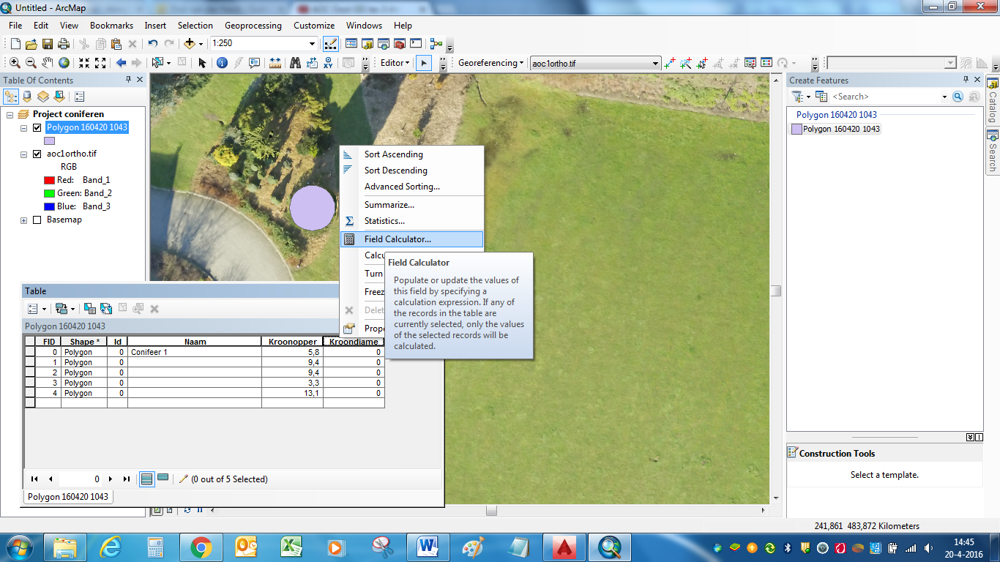 Untitled - ArcMap
File Edit View Bookmarks Insert Selection Geoprocessing Customize Windows Help
1:250
Editor Georeferencing aoc1ortho.tif
Table Of Contents
Project coniferen
Polygon 160420 1043
aoc1ortho.tif
RGB
Red: Band_1
Green: Band_2
Blue: Band_3
Basemap
Sort Ascending
Sort Descending
Advanced Sorting...
Summarize...
Statistics...
Field Calculator...
Calcu
Turn
Freez
Delet
Prope
Field Calculator
Populate or update the values of
this field by specifying a
calculation expression. If any of
the records in the table are
currently selected, only the values
of the selected records will be
calculated.
Table
Polygon 160420 1043
FID Shape * Id Naam Kroonopper Kroondiame
0 Polygon 0 Conifeer 1 5,8 0
1 Polygon 0 9,4 0
2 Polygon 0 9,4 0
3 Polygon 0 3,3 0
4 Polygon 0 13,1 0
0 (0 out of 5 Selected)
Polygon 160420 1043
Create Features
<Search>
Polygon 160420 1043
Polygon 160420 1043
Construction Tools
Select a template.
Catalog
Search
241,861 483,872 Kilometers
14:45
20-4-2016